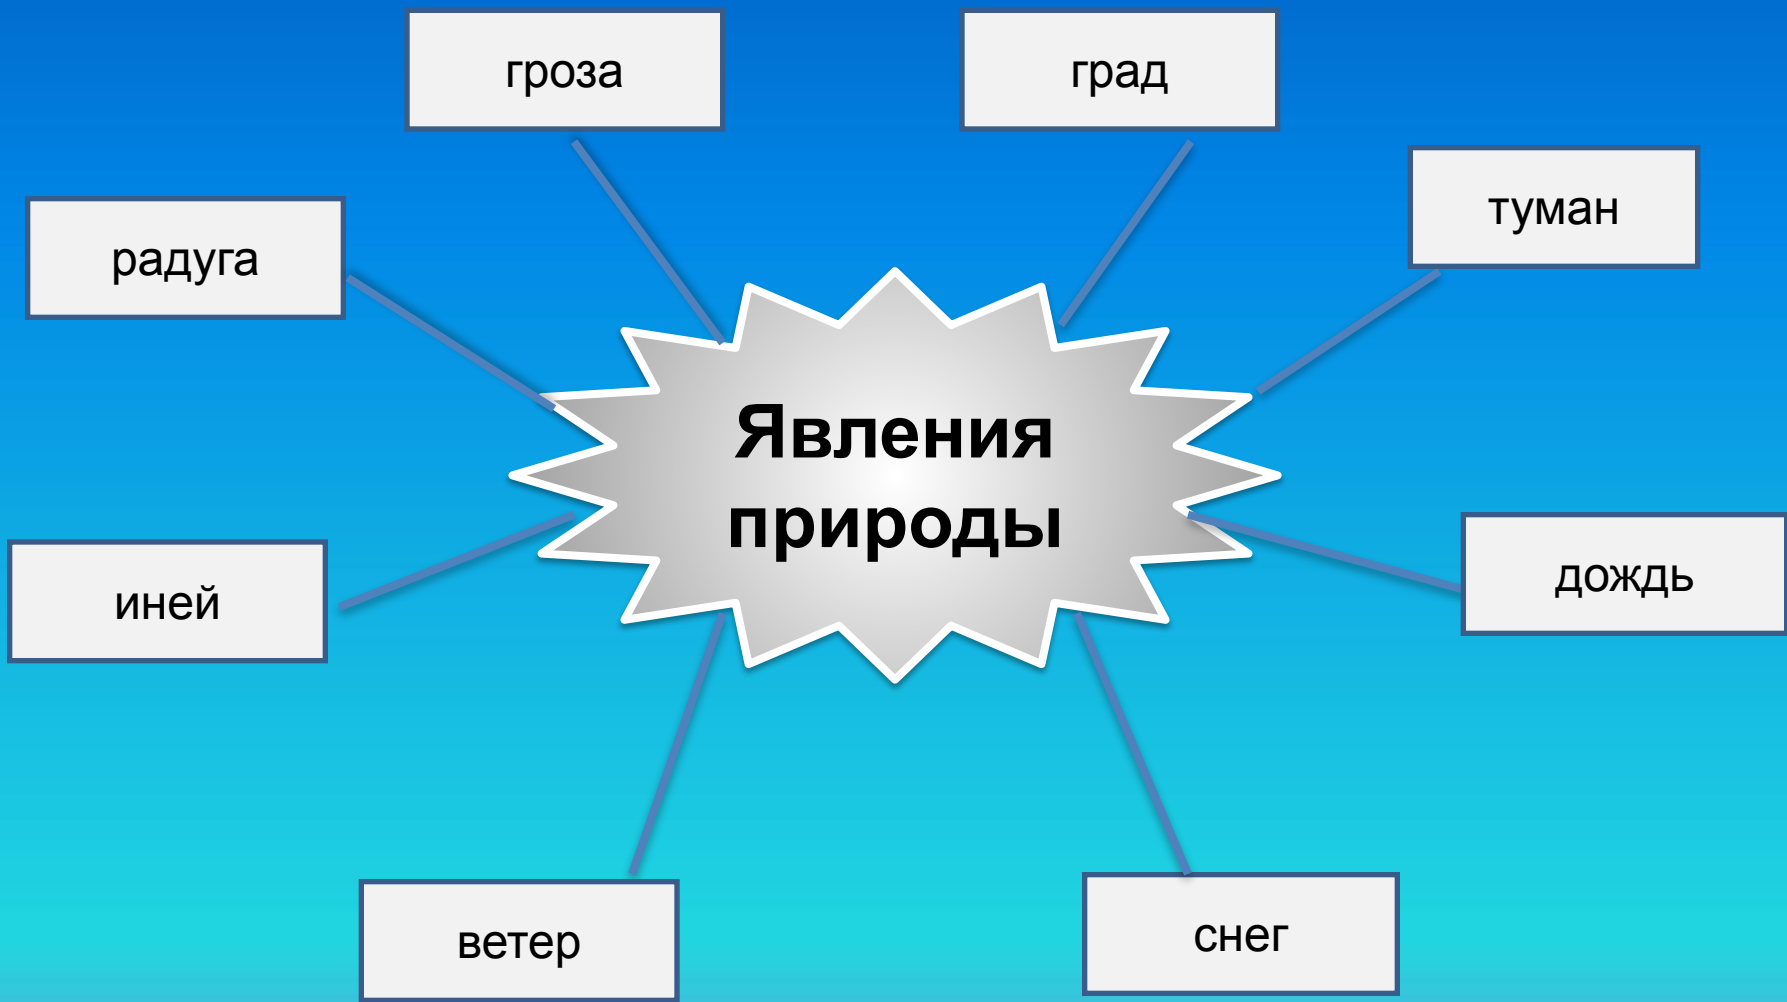 гроза
град
туман
радуга
Явления
природы
дождь
иней
ветер
снег